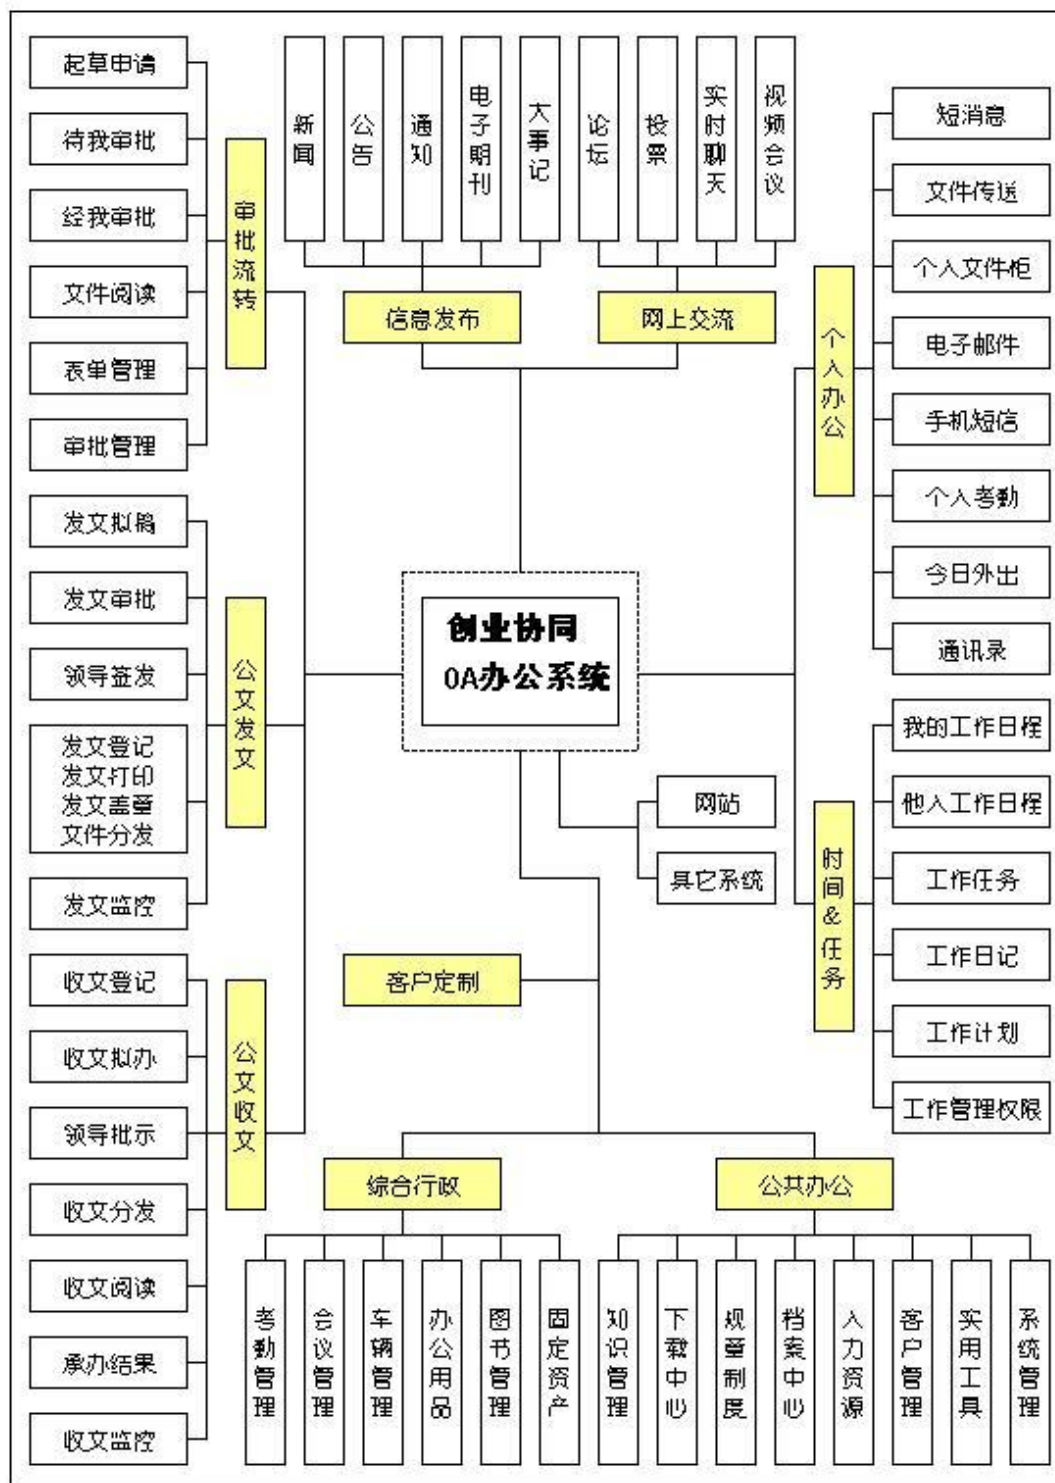 起草申请
待我审批
经我审批
文件阅读
表单管理
审批管理
审批流转
新闻
公告
通知
电子期刊
大事记
信息发布
论坛
投票
实时聊天
视频会议
网上交流
短消息
文件传送
个人文件柜
电子邮件
手机短信
个人考勤
今日外出
通讯录
个人办公
发文拟稿
发文审批
领导签发
发文登记
发文打印
发文盖章
文件分发
发文监控
公文发文
创业协同
OA办公系统
网站
其它系统
我的工作日程
他人工作日程
工作任务
工作日记
工作计划
工作管理权限
时间&任务
客户定制
收文登记
收文拟办
领导批示
收文分发
收文阅读
承办结果
收文监控
公文收文
综合行政
考勤管理
会议管理
车辆管理
办公用品
图书管理
固定资产
公共办公
知识管理
下载中心
规章制度
档案中心
人力资源
客户管理
实用工具
系统管理